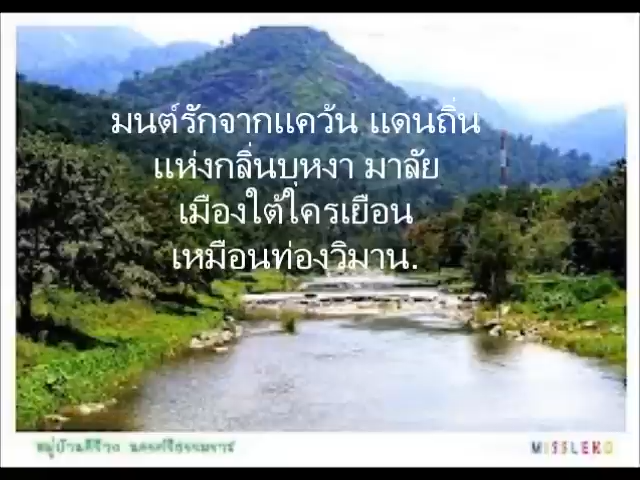 มนต์รักจากแคว้น แดนถิ่น
แห่งกลิ่นบุหงา มาลัย
เมืองใต้ใครเยือน
เหมือนท่องวิมาน.
หมู่บ้านคีรีวง นครศรีธรรมราช
MISSLEKO